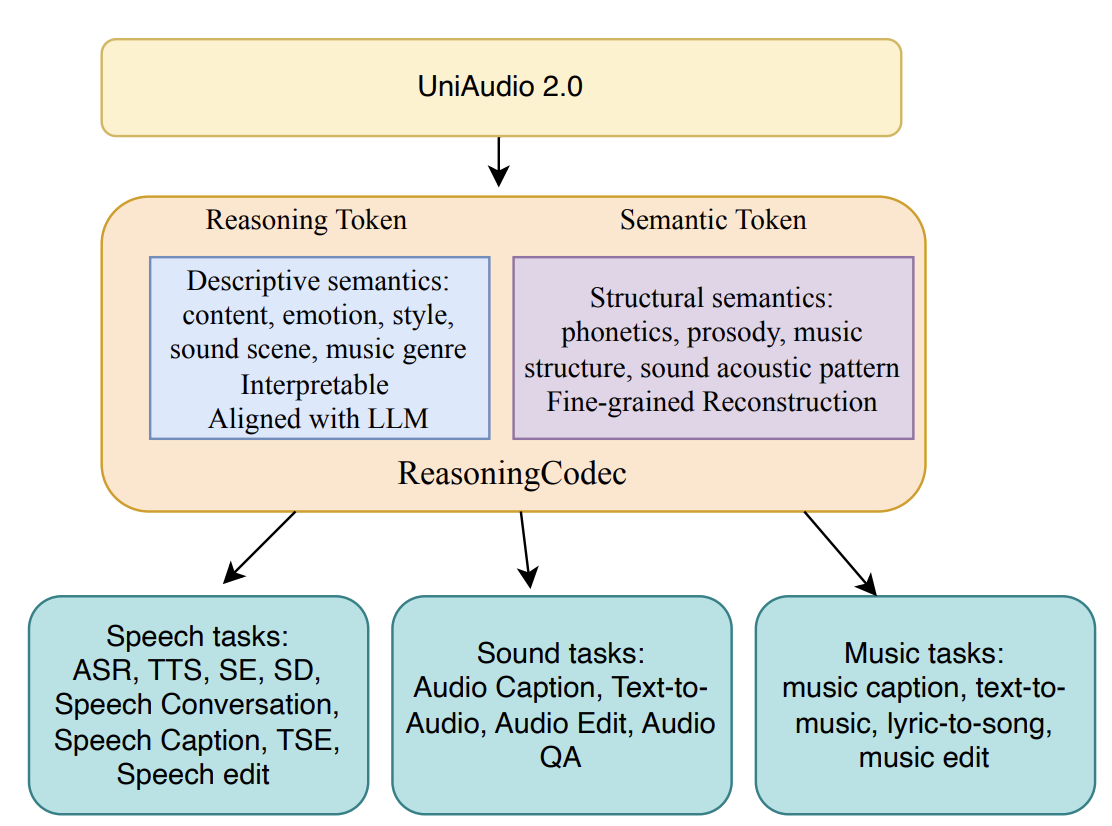 UniAudio 2.0
Reasoning Token
Semantic Token
Descriptive semantics:
content, emotion, style,
sound scene, music genre
Interpretable
Aligned with LLM
Structural semantics:
phonetics, prosody, music
structure, sound acoustic pattern
Fine-grained Reconstruction
ReasoningCodec
Speech tasks:
ASR, TTS, SE, SD,
Speech Conversation,
Speech Caption, TSE,
Speech edit
Sound tasks:
Audio Caption, Text-to-
Audio, Audio Edit, Audio
QA
Music tasks:
music caption, text-to-
music, lyric-to-song,
music edit